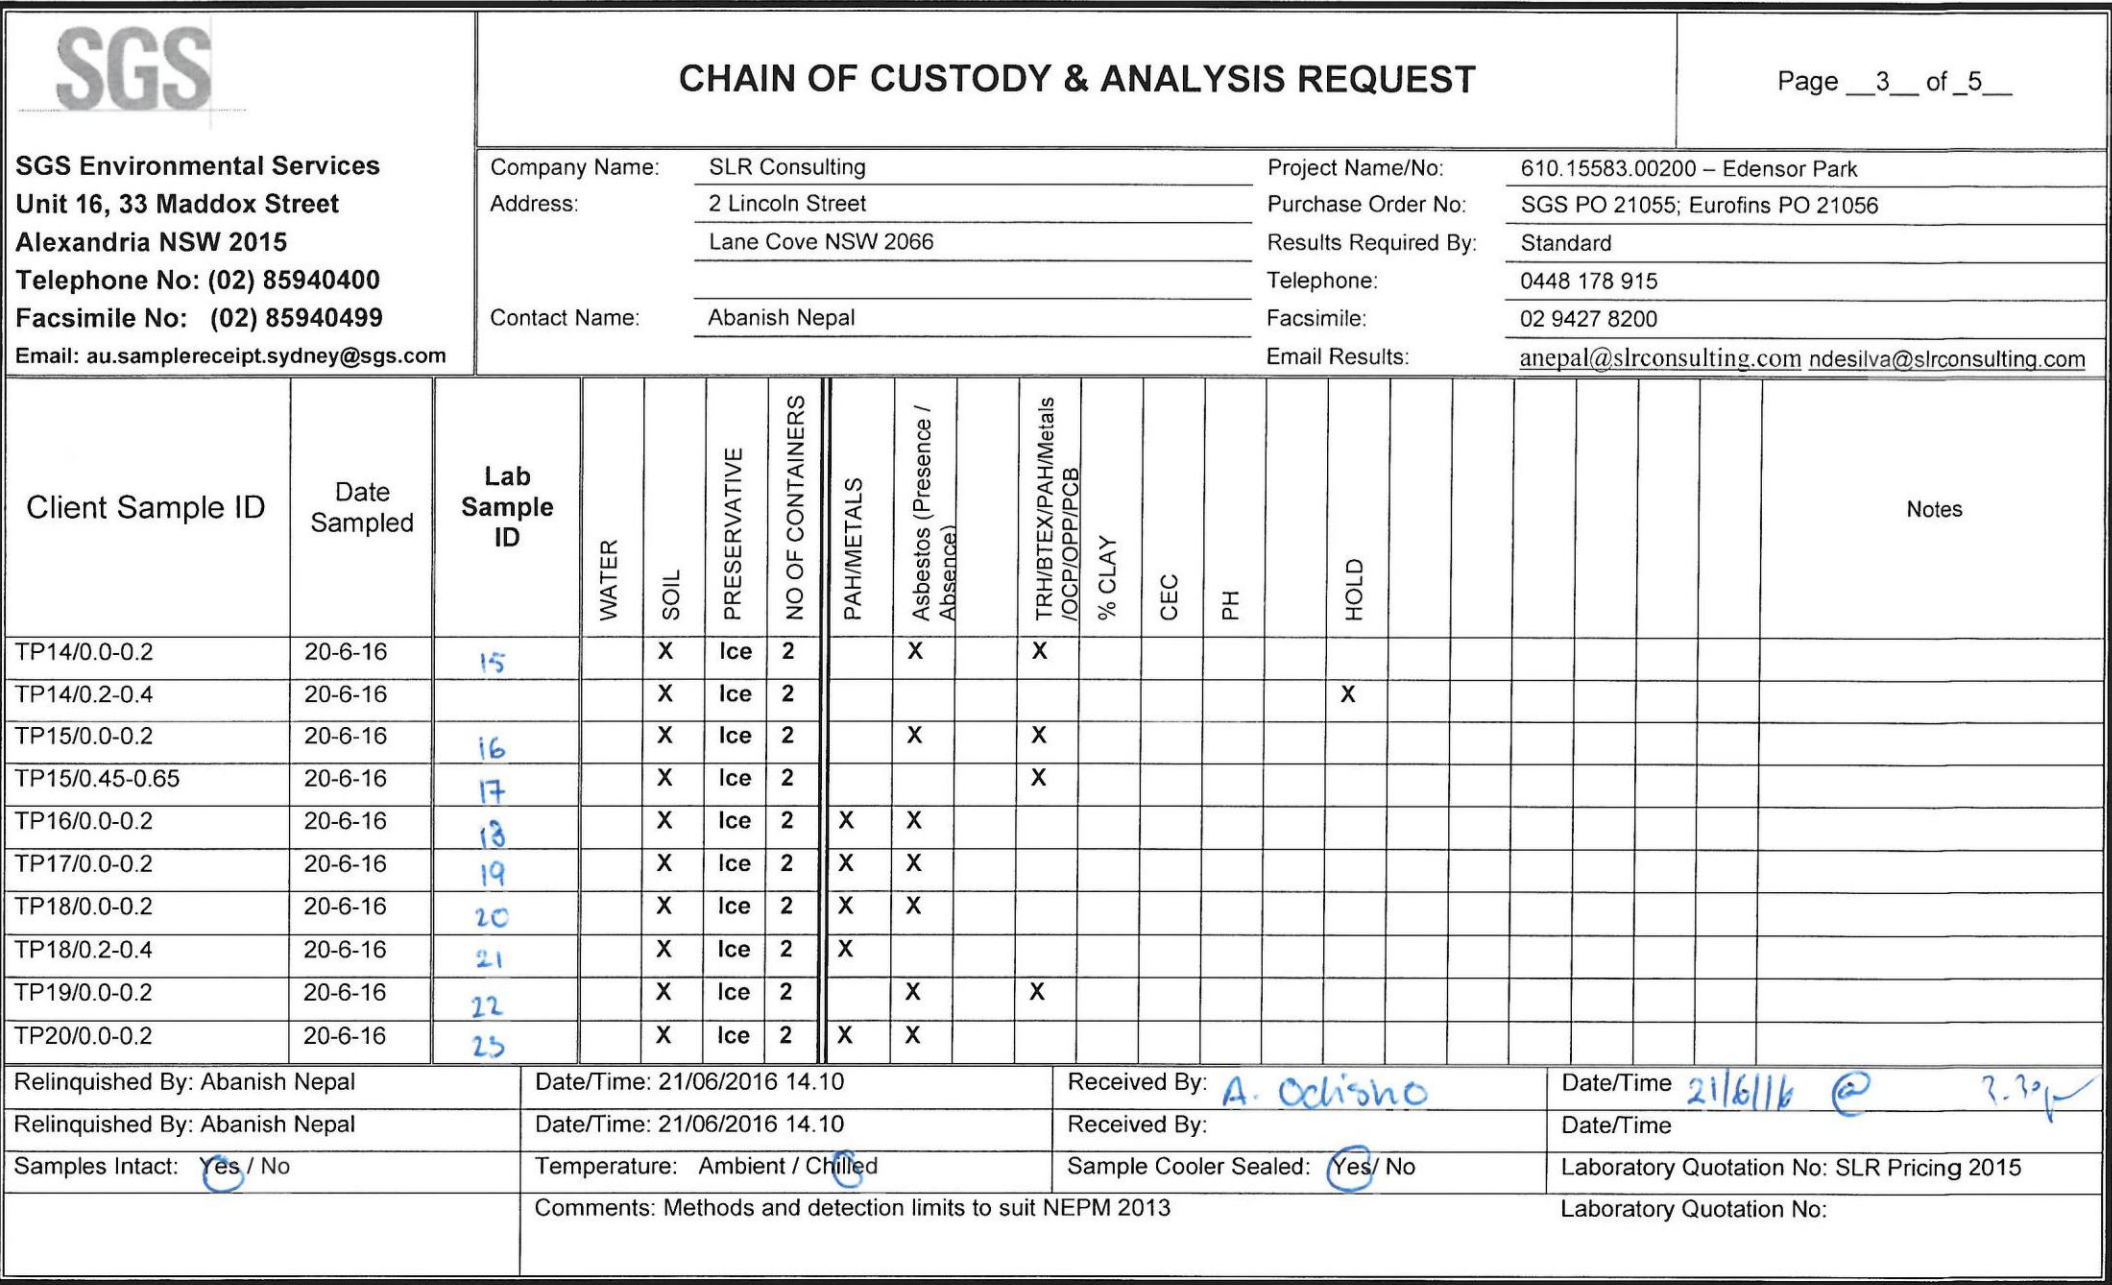 SGS
CHAIN OF CUSTODY & ANALYSIS REQUEST
Page __3__ of _5__
SGS Environmental Services
Unit 16, 33 Maddox Street
Alexandria NSW 2015
Telephone No: (02) 85940400
Facsimile No: (02) 85940499
Email: au.samplereceipt.sydney@sgs.com
Company Name: SLR Consulting
Address: 2 Lincoln Street
Lane Cove NSW 2066
Contact Name: Abanish Nepal
Project Name/No: 610.15583.00200 – Edensor Park
Purchase Order No: SGS PO 21055; Eurofins PO 21056
Results Required By: Standard
Telephone: 0448 178 915
Facsimile: 02 9427 8200
Email Results: anepal@slrconsulting.com ndesilva@slrconsulting.com
Client Sample ID
Date
Sampled
Lab
Sample
ID
WATER
SOIL
PRESERVATIVE
NO OF CONTAINERS
PAH/METALS
Asbestos (Presence /
Absence)
TRH/BTEX/PAH/Metals
/OCP/OPP/PCB
% CLAY
CEC
PH
HOLD
Notes
TP14/0.0-0.2 20-6-16 15 X Ice 2 X X
TP14/0.2-0.4 20-6-16 X Ice 2 X
TP15/0.0-0.2 20-6-16 16 X Ice 2 X X
TP15/0.45-0.65 20-6-16 17 X Ice 2 X
TP16/0.0-0.2 20-6-16 18 X Ice 2 X X
TP17/0.0-0.2 20-6-16 19 X Ice 2 X X
TP18/0.0-0.2 20-6-16 20 X Ice 2 X X
TP18/0.2-0.4 20-6-16 21 X Ice 2 X
TP19/0.0-0.2 20-6-16 22 X Ice 2 X X
TP20/0.0-0.2 20-6-16 23 X Ice 2 X X
Relinquished By: Abanish Nepal Date/Time: 21/06/2016 14.10 Received By: A. Odisho Date/Time 21/6/16 @ 3.30p
Relinquished By: Abanish Nepal Date/Time: 21/06/2016 14.10 Received By: Date/Time
Samples Intact: Yes / No Temperature: Ambient / Chilled Sample Cooler Sealed: Yes/ No Laboratory Quotation No: SLR Pricing 2015
Comments: Methods and detection limits to suit NEPM 2013 Laboratory Quotation No: